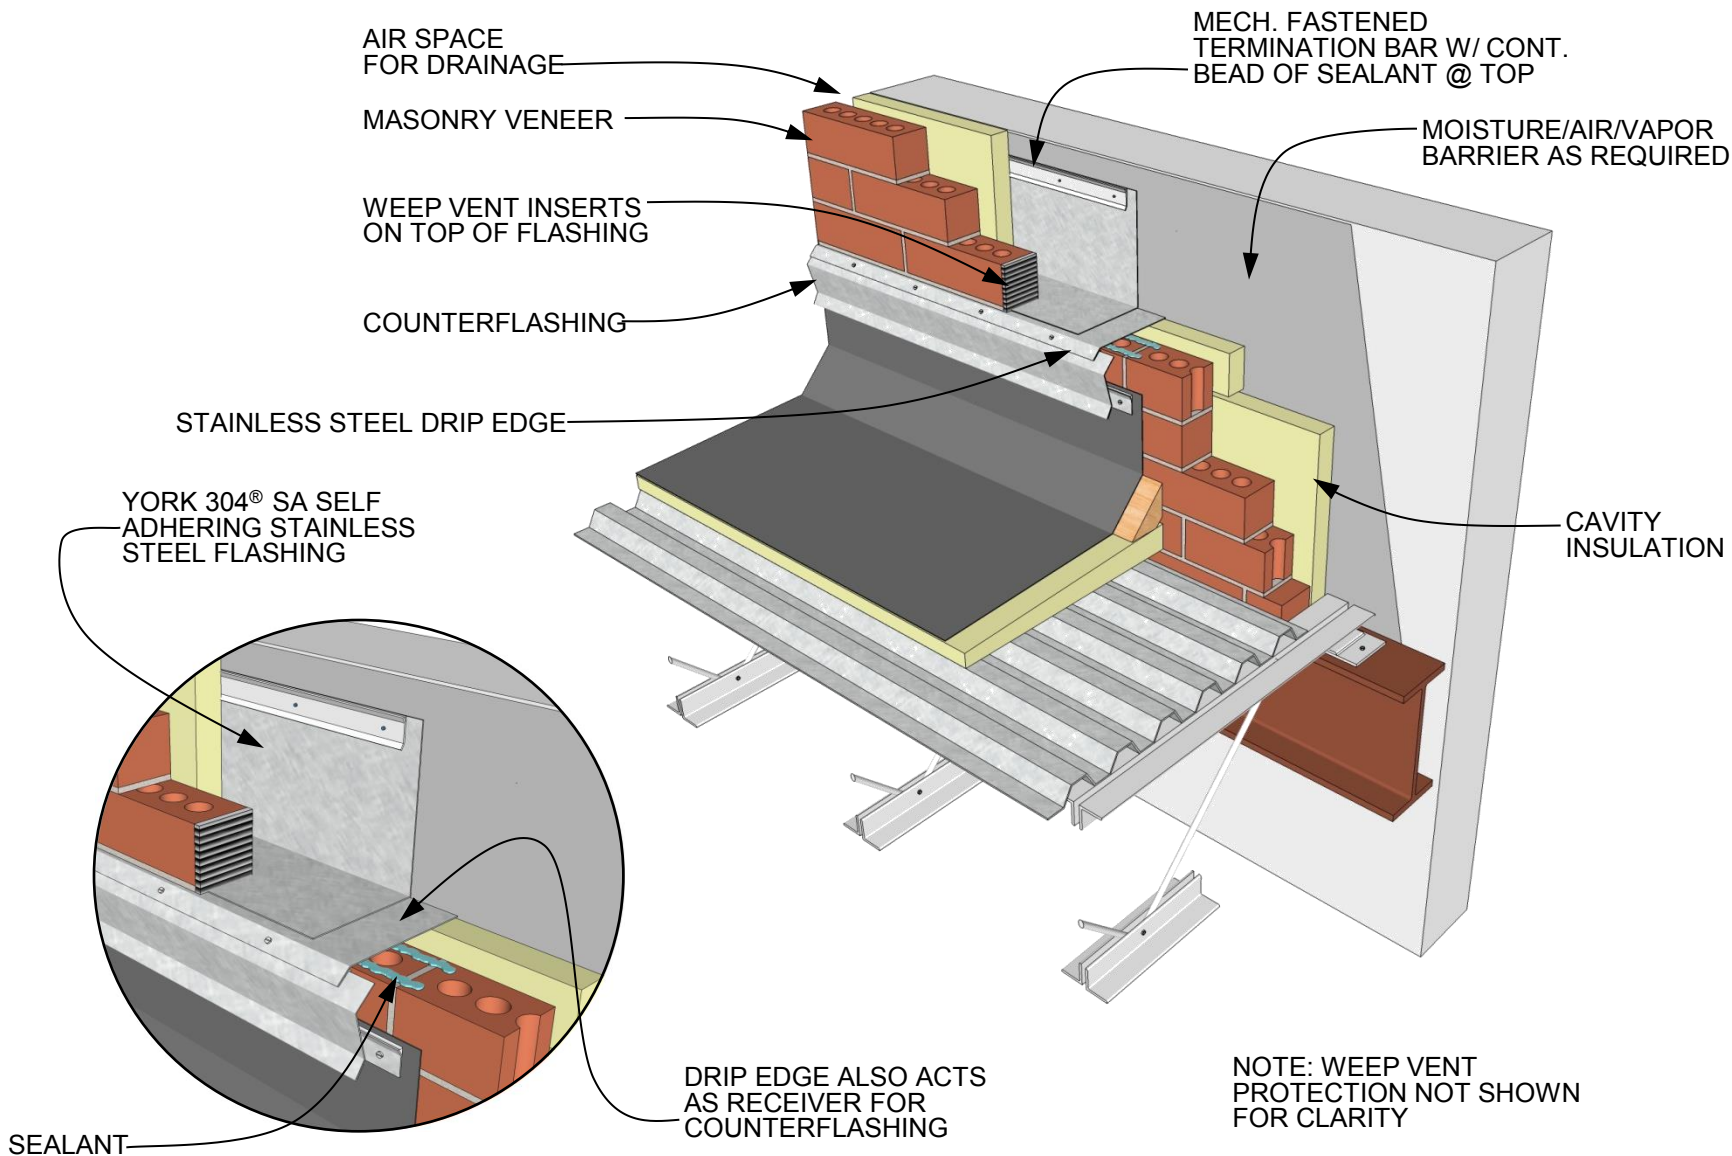 AIR SPACE
FOR DRAINAGE
MECH. FASTENED
TERMINATION BAR W/ CONT.
BEAD OF SEALANT @ TOP
MASONRY VENEER
MOISTURE/AIR/VAPOR
BARRIER AS REQUIRED
WEEP VENT INSERTS
ON TOP OF FLASHING
COUNTERFLASHING
STAINLESS STEEL DRIP EDGE
YORK 304® SA SELF
ADHERING STAINLESS
STEEL FLASHING
CAVITY
INSULATION
DRIP EDGE ALSO ACTS
AS RECEIVER FOR
COUNTERFLASHING
NOTE: WEEP VENT
PROTECTION NOT SHOWN
FOR CLARITY
SEALANT